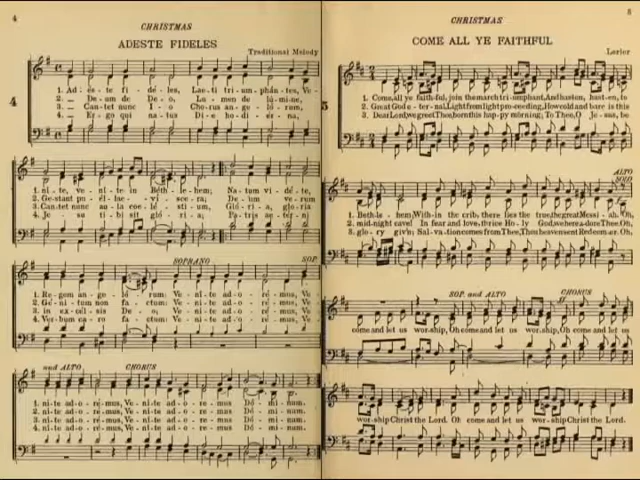 4
CHRISTMAS
ADESTE FIDELES
Traditional Melody
4
1. Ad - es - te fi - dé - les, Lae - ti tri - um - phán - tes, Ve -
2. De - um de De - o, Lu - men de lú - mi - ne,
3. Can - tet nunc I - o Cho - rus an - ge - ló - rum,
4. Er - go qui na - tus Di - e ho - di - er - na,
1. ni - te, ve - ni - te in Béth - le - hem; Na - tum vi - dé - te,
2. Ge - stant pu - él - lae vi - sce - ra; De - um ve - rum
3. Can - tet nunc au - la coe - lé - sti - um, Gló - ri - a, gló - ria
4. Je - su ti - bi sit gló - ri - a; Pa - tris ae - ter - ni
SOPRANO
SOP.
1. Re - gem an - ge - ló - rum: Ve - ni - te ad - o - ré - mus, Ve -
2. Gé - ni - tum non fa - ctum: Ve - ni - te ad - o - ré - mus, Ve -
3. in ex - cel - sis De - o; Ve - ni - te ad - o - ré - mus, Ve -
4. Ver - bum ca - ro fa - ctum: Ve - ni - te ad - o - ré - mus, Ve -
and ALTO
CHORUS
1. ni - te ad - o - ré - mus, Ve - ni - te ad - o - ré - mus Dó - mi - num.
2. ni - te ad - o - ré - mus, Ve - ni - te ad - o - ré - mus Dó - mi - num.
3. ni - te ad - o - ré - mus, Ve - ni - te ad - o - ré - mus Dó - mi - num.
4. ni - te ad - o - ré - mus, Ve - ni - te ad - o - ré - mus Dó - mi - num.
CHRISTMAS
COME ALL YE FAITHFUL
5
1. Come, all ye faith-ful, join the march tri-umphant, And hasten, has-ten, to
2. Great God e - ter-nal, Light from light pro-ceeding, How cold and bare is this
3. Dear Lord, we greet Thee, born this hap-py morning; To Thee, O Je - sus, be
ALTO
SOLO
1. Beth-le - hem, With-in the crib, there lies the true, the great Messi - ah. Oh,
2. mid-night cave! In fear and love, thrice Ho - ly God, we here a-dore Thee. Oh,
3. glo - ry giv'n; Sal - va-tion comes from Thee, Thou heaven sent Redeem-er. Oh,
SOP. and ALTO
CHORUS
come and let us wor-ship, Oh come and let us wor-ship, Oh come and let us
wor-ship Christ the Lord. Oh come and let us wor-ship Christ the Lord.